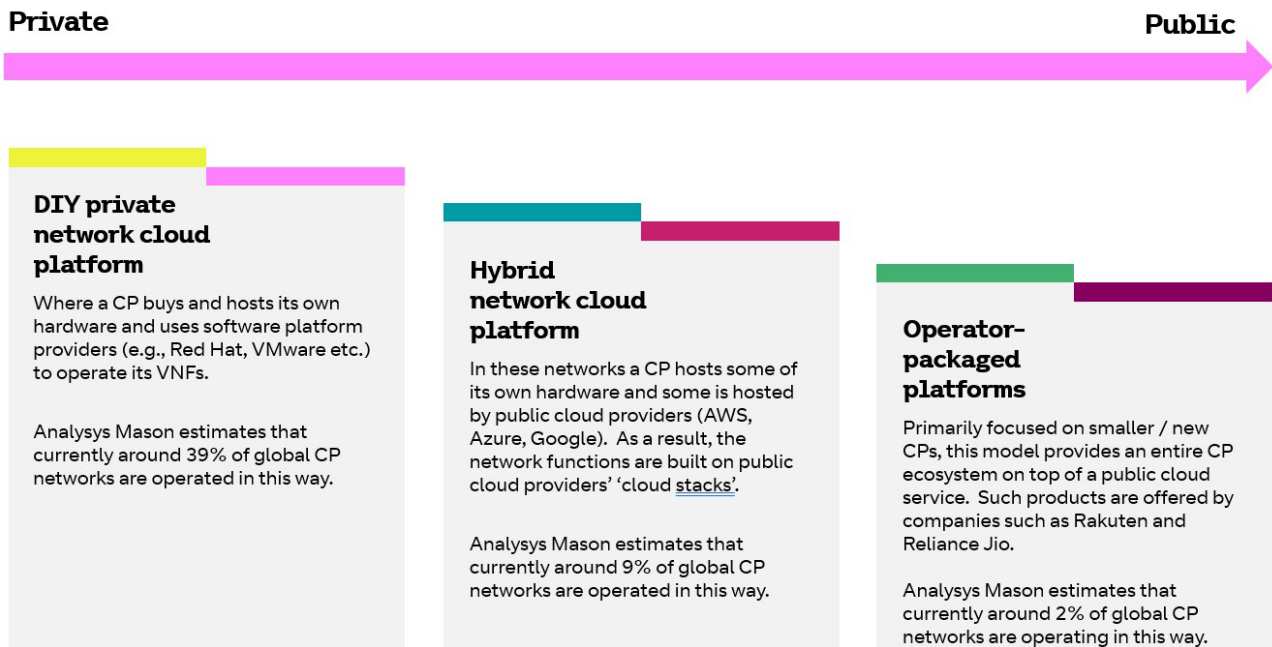 Private
Public
DIY private
network cloud
platform
Where a CP buys and hosts its own
hardware and uses software platform
providers (e.g., Red Hat, VMware etc.)
to operate its VNFs.
Analysys Mason estimates that
currently around 39% of global CP
networks are operated in this way.
Hybrid
network cloud
platform
In these networks a CP hosts some of
its own hardware and some is hosted
by public cloud providers (AWS,
Azure, Google).  As a result, the
network functions are built on public
cloud providers’ ‘cloud stacks’.
Analysys Mason estimates that
currently around 9% of global CP
networks are operated in this way.
Operator-
packaged
platforms
Primarily focused on smaller / new
CPs, this model provides an entire CP
ecosystem on top of a public cloud
service.  Such products are offered by
companies such as Rakuten and
Reliance Jio.
Analysys Mason estimates that
currently around 2% of global CP
networks are operating in this way.